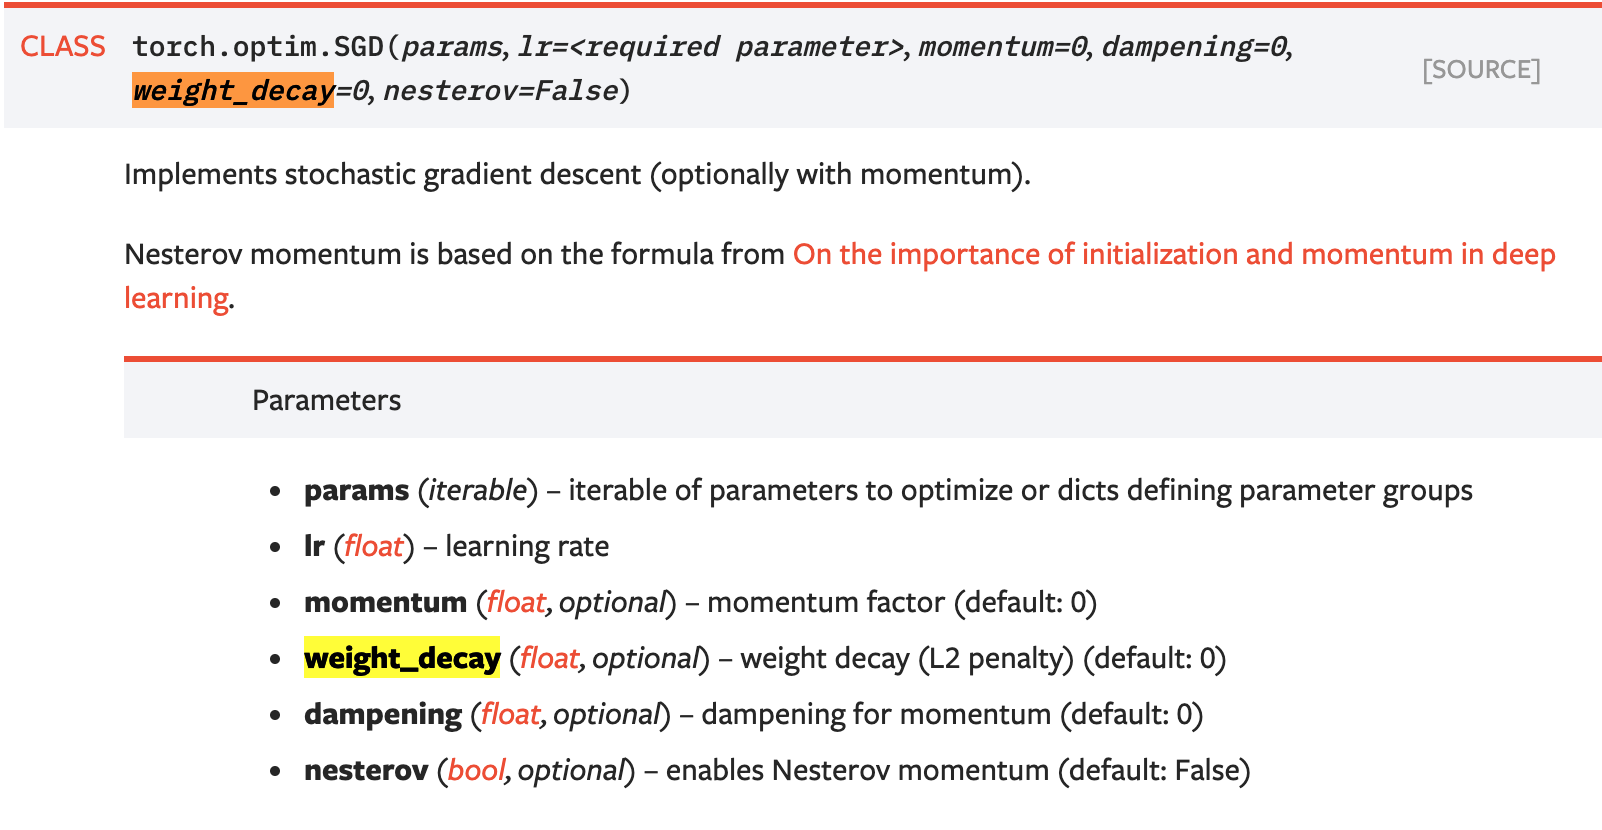 CLASS torch.optim.SGD(params, lr=<required parameter>, momentum=0, dampening=0,
weight_decay=0, nesterov=False)
[SOURCE]
Implements stochastic gradient descent (optionally with momentum).
Nesterov momentum is based on the formula from On the importance of initialization and momentum in deep
learning.
Parameters
• params (iterable) – iterable of parameters to optimize or dicts defining parameter groups
• lr (float) – learning rate
• momentum (float, optional) – momentum factor (default: 0)
• weight_decay (float, optional) – weight decay (L2 penalty) (default: 0)
• dampening (float, optional) – dampening for momentum (default: 0)
• nesterov (bool, optional) – enables Nesterov momentum (default: False)